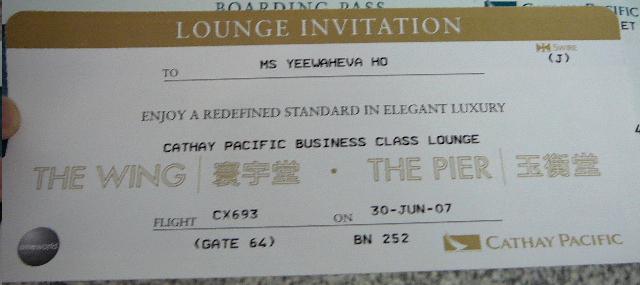 BOARDING PASS
LOUNGE INVITATION
SWIRE
TO MS YEEWAHEVA HO (J)
ENJOY A REDEFINED STANDARD IN ELEGANT LUXURY
CATHAY PACIFIC BUSINESS CLASS LOUNGE
THE WING | 寰宇堂 · THE PIER | 玉衡堂
FLIGHT CX693 ON 30-JUN-07
(GATE 64) BN 252
oneworld CATHAY PACIFIC